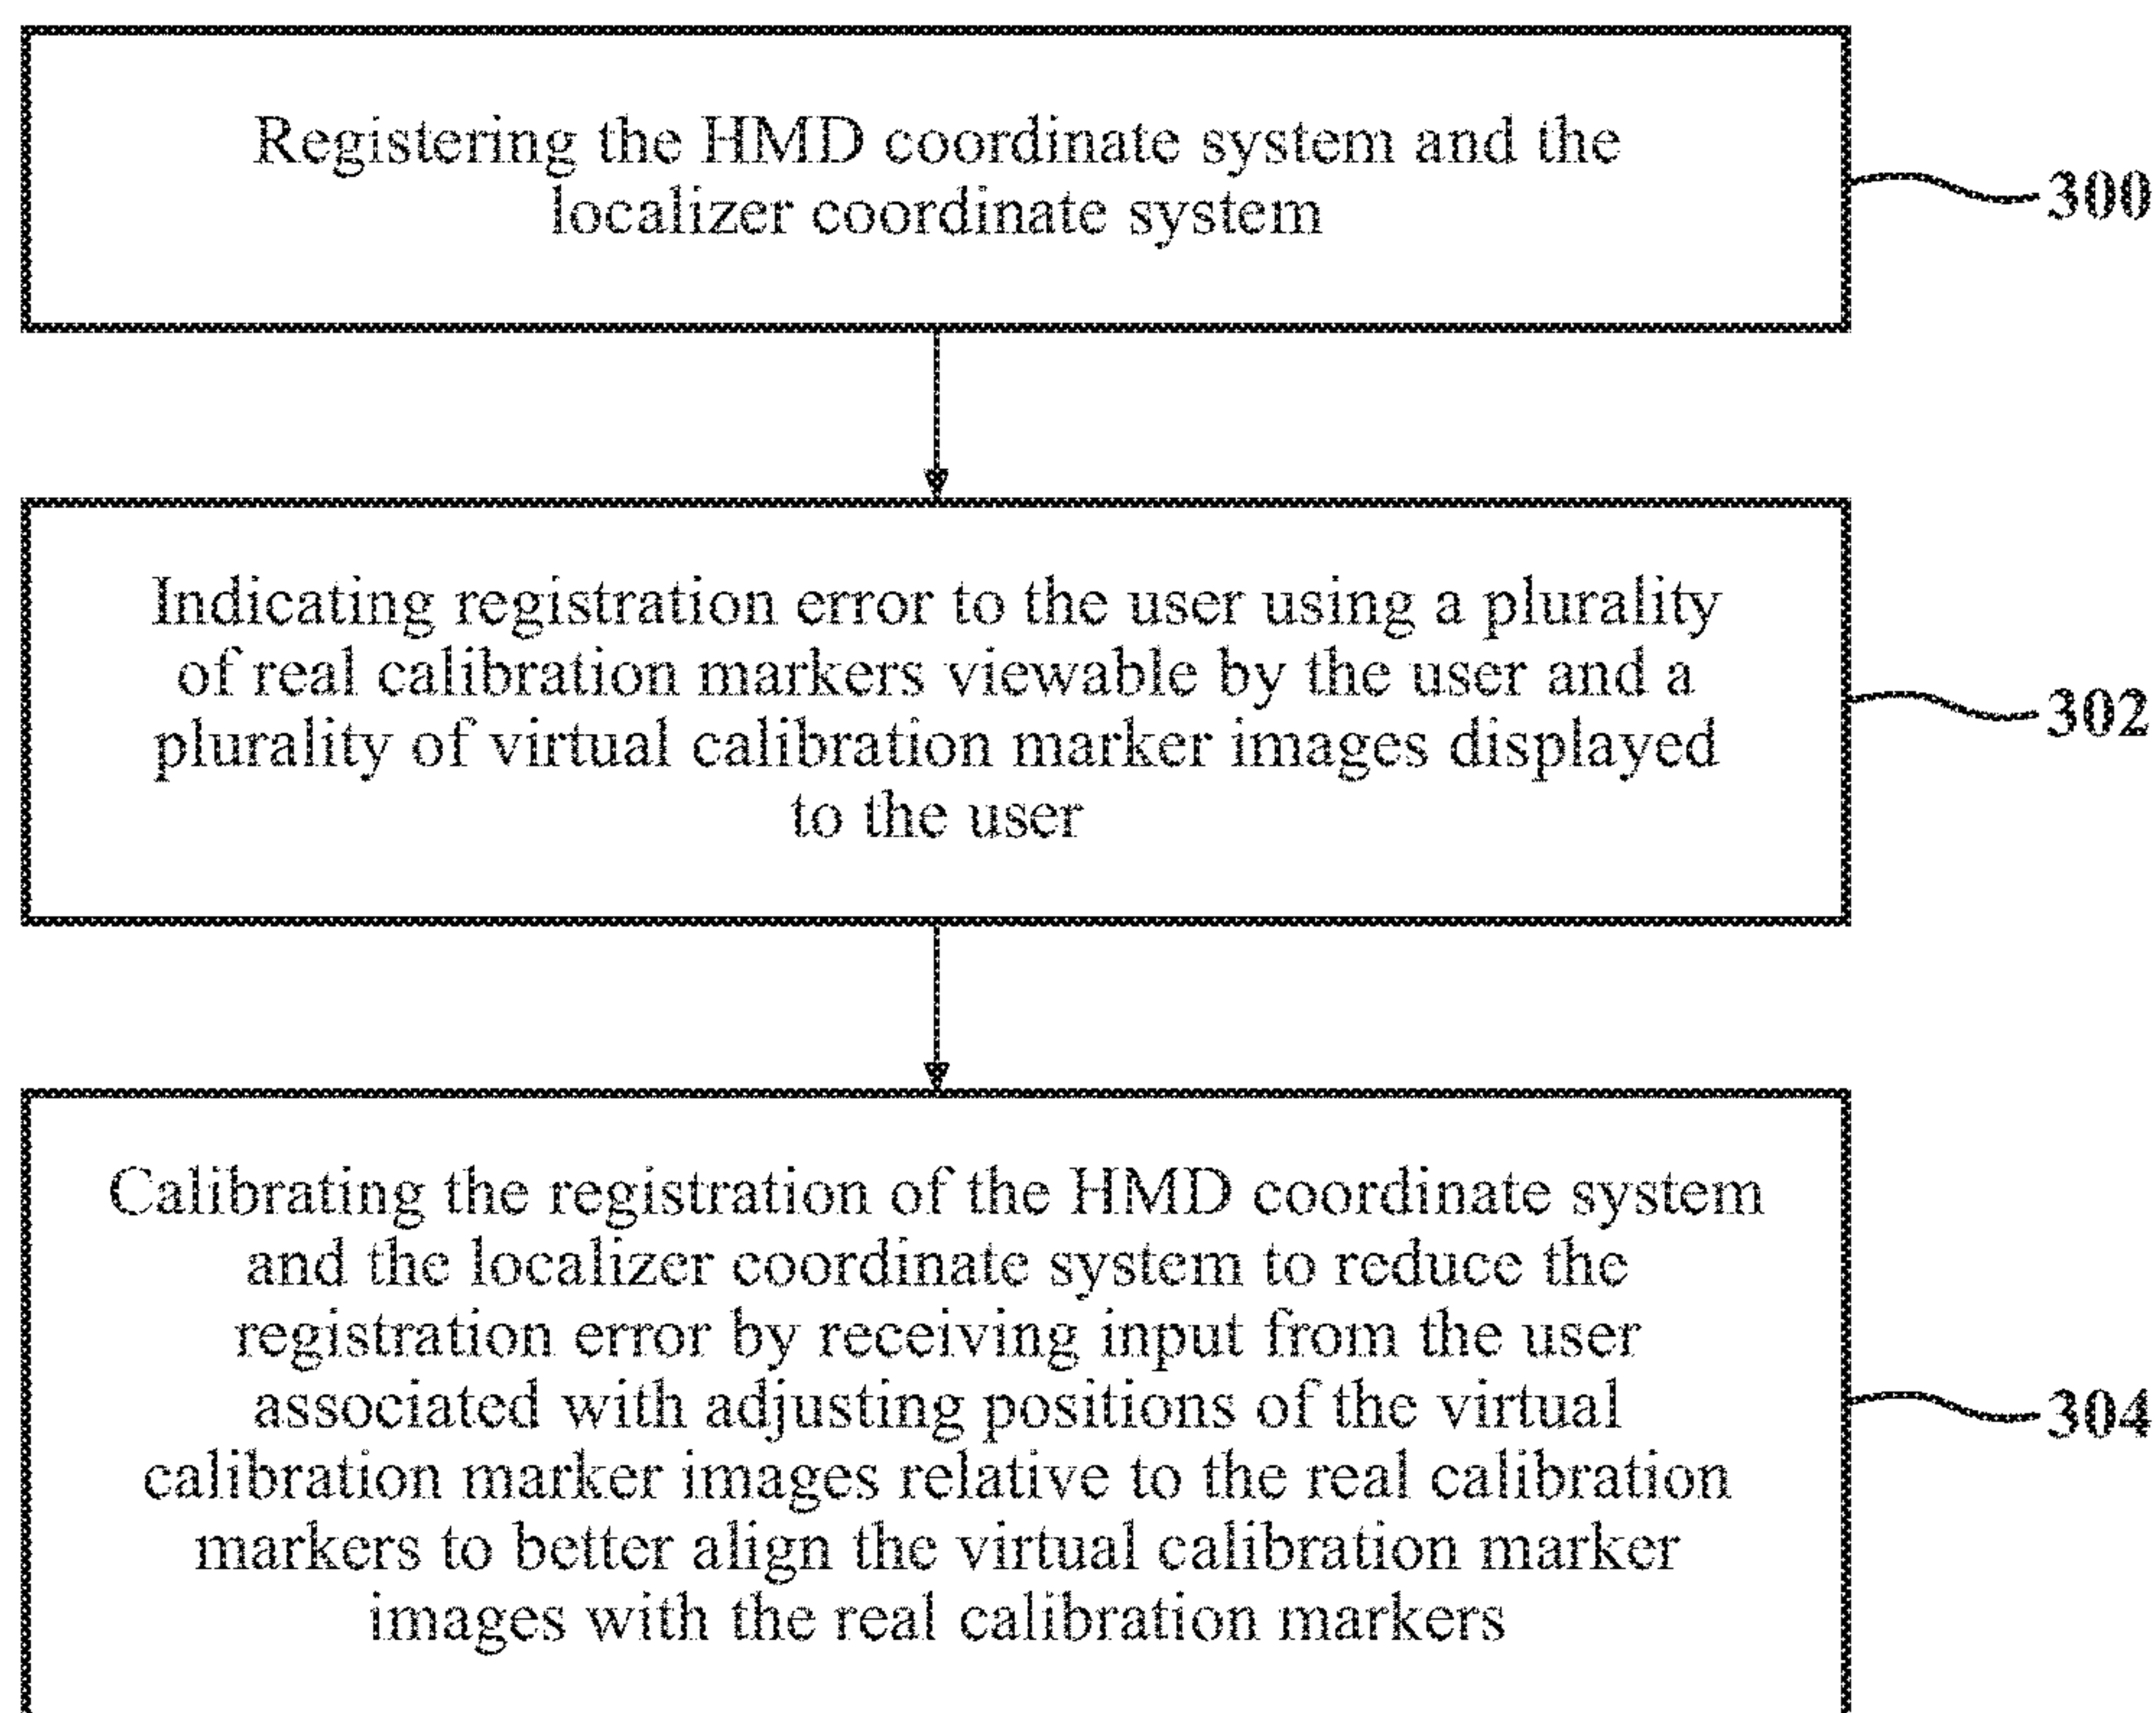 Registering the HMD coordinate system and the
localizer coordinate system
300
Indicating registration error to the user using a plurality
of real calibration markers viewable by the user and a
plurality of virtual calibration marker images displayed
to the user
302
Calibrating the registration of the HMD coordinate system
and the localizer coordinate system to reduce the
registration error by receiving input from the user
associated with adjusting positions of the virtual
calibration marker images relative to the real calibration
markers to better align the virtual calibration marker
images with the real calibration markers
304